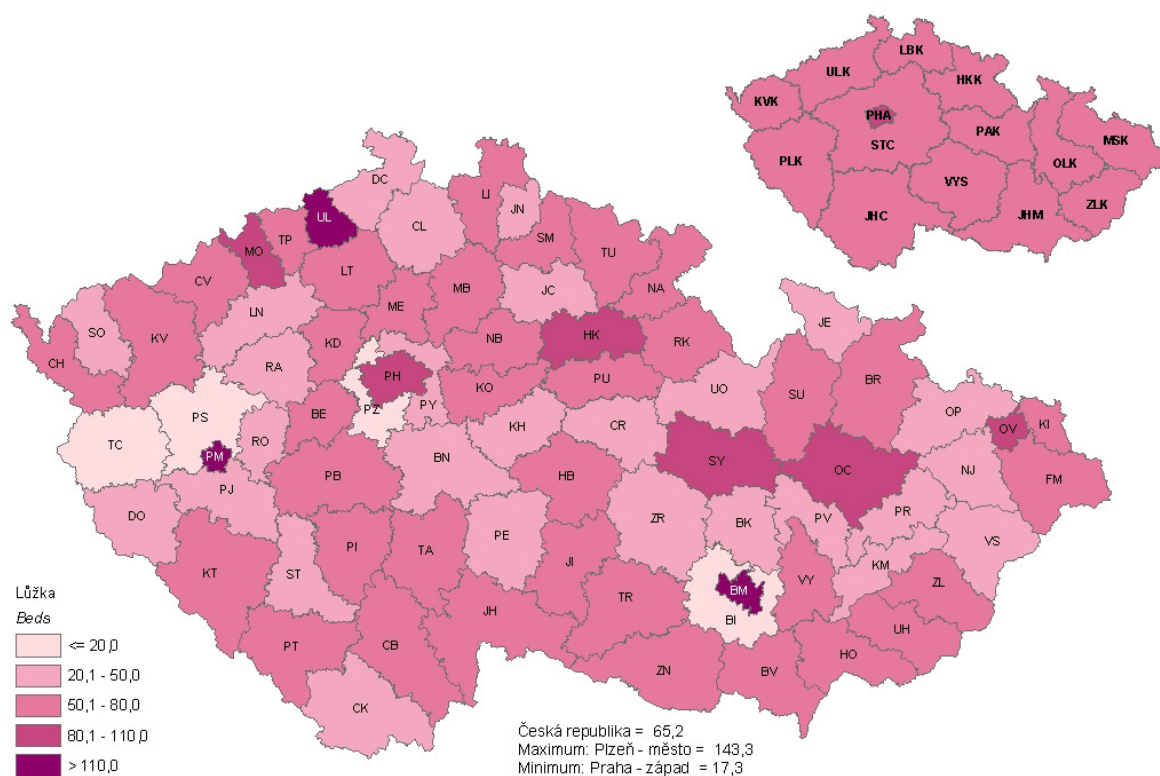 LBK
ULK
HKK
KVK
PHA
PAK
MSK
STC
OLK
PLK
VYS
ZLK
JHC
JHM
DC
LI
JN
UL
CL
TP
SM
MO
TU
LT
CV
MB
NA
ME
JC
LN
JE
SO
KV
HK
KD
NB
RK
CH
RA
PH
KO
PU
BR
UO
SU
PZ
PY
BE
PS
OP
TC
RO
KH
CR
OV
KI
PM
BN
SY
OC
NJ
HB
PB
FM
PJ
PR
DO
PV
ZR
BK
PE
VS
PI
TA
JI
KM
KT
ST
VY
ZL
BM
TR
JH
BI
UH
PT
CB
HO
ZN
BV
CK
Lůžka
Beds
<= 20,0
20,1 - 50,0
50,1 - 80,0
80,1 - 110,0
> 110,0
Česká republika = 65,2
Maximum: Plzeň - město = 143,3
Minimum: Praha - západ = 17,3